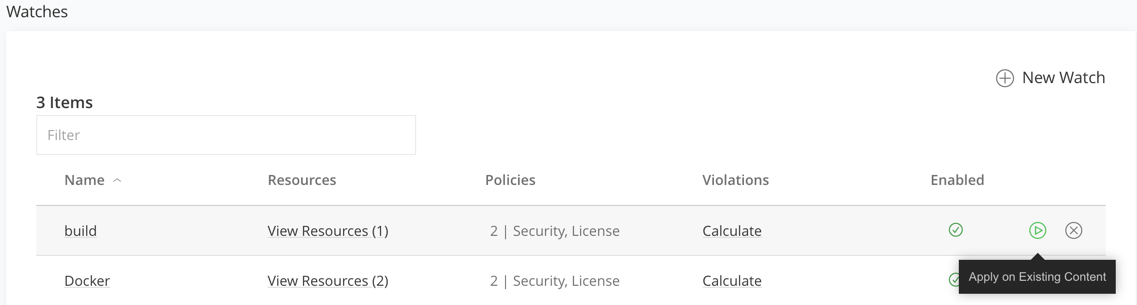 Watches
New Watch
3 Items
Filter
Name Resources Policies Violations Enabled
build View Resources (1) 2 | Security, License Calculate
Docker View Resources (2) 2 | Security, License Calculate
Apply on Existing Content